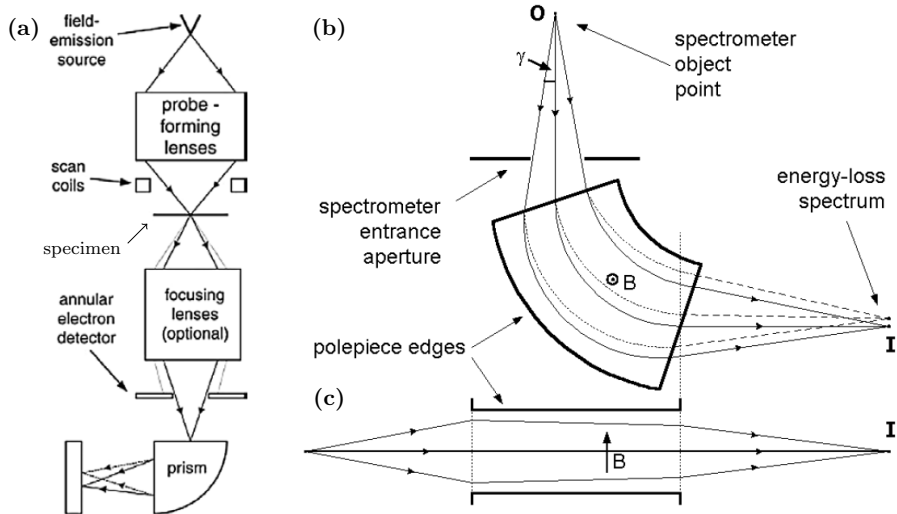 (a)
field-
emission
source
probe -
forming
lenses
scan
coils
specimen
annular
electron
detector
focusing
lenses
(optional)
prism
(b)
O
γ
spectrometer
object
point
spectrometer
entrance
aperture
energy-loss
spectrum
B
I
polepiece edges
(c)
B
I